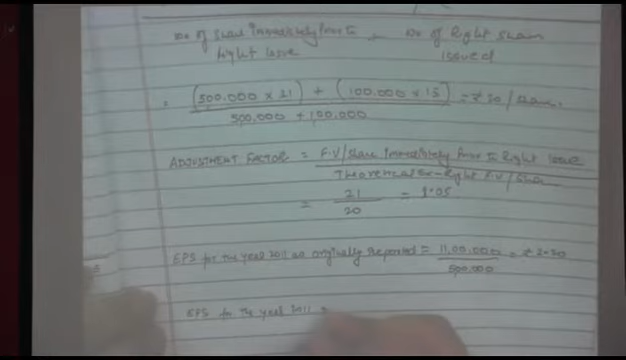 No of share immediately prior to + No of Right share
Right issue issued
= (500,000 × 21) + (100,000 × 15) = ₹ 20/share.
500,000 + 100,000
ADJUSTMENT FACTOR = F.V/share immediately prior to Right issue
Theoretical Ex-Right F.V/share
= 21 = 1.05
20
EPS for the year 2011 as originally reported = 11,00,000 = ₹ 2.20
500,000
EPS for the year 2011 =